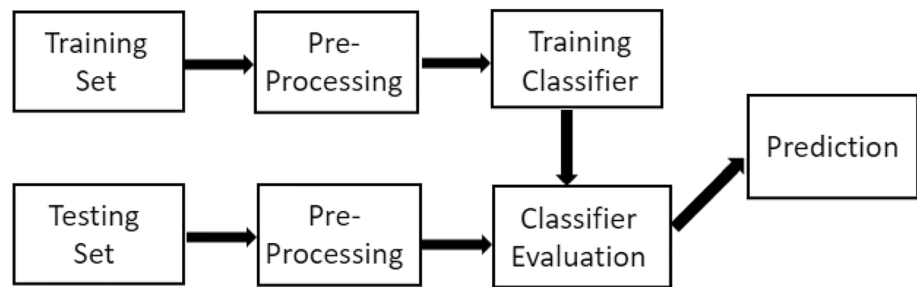 Training
Set
Pre-
Processing
Training
Classifier
Prediction
Testing
Set
Pre-
Processing
Classifier
Evaluation